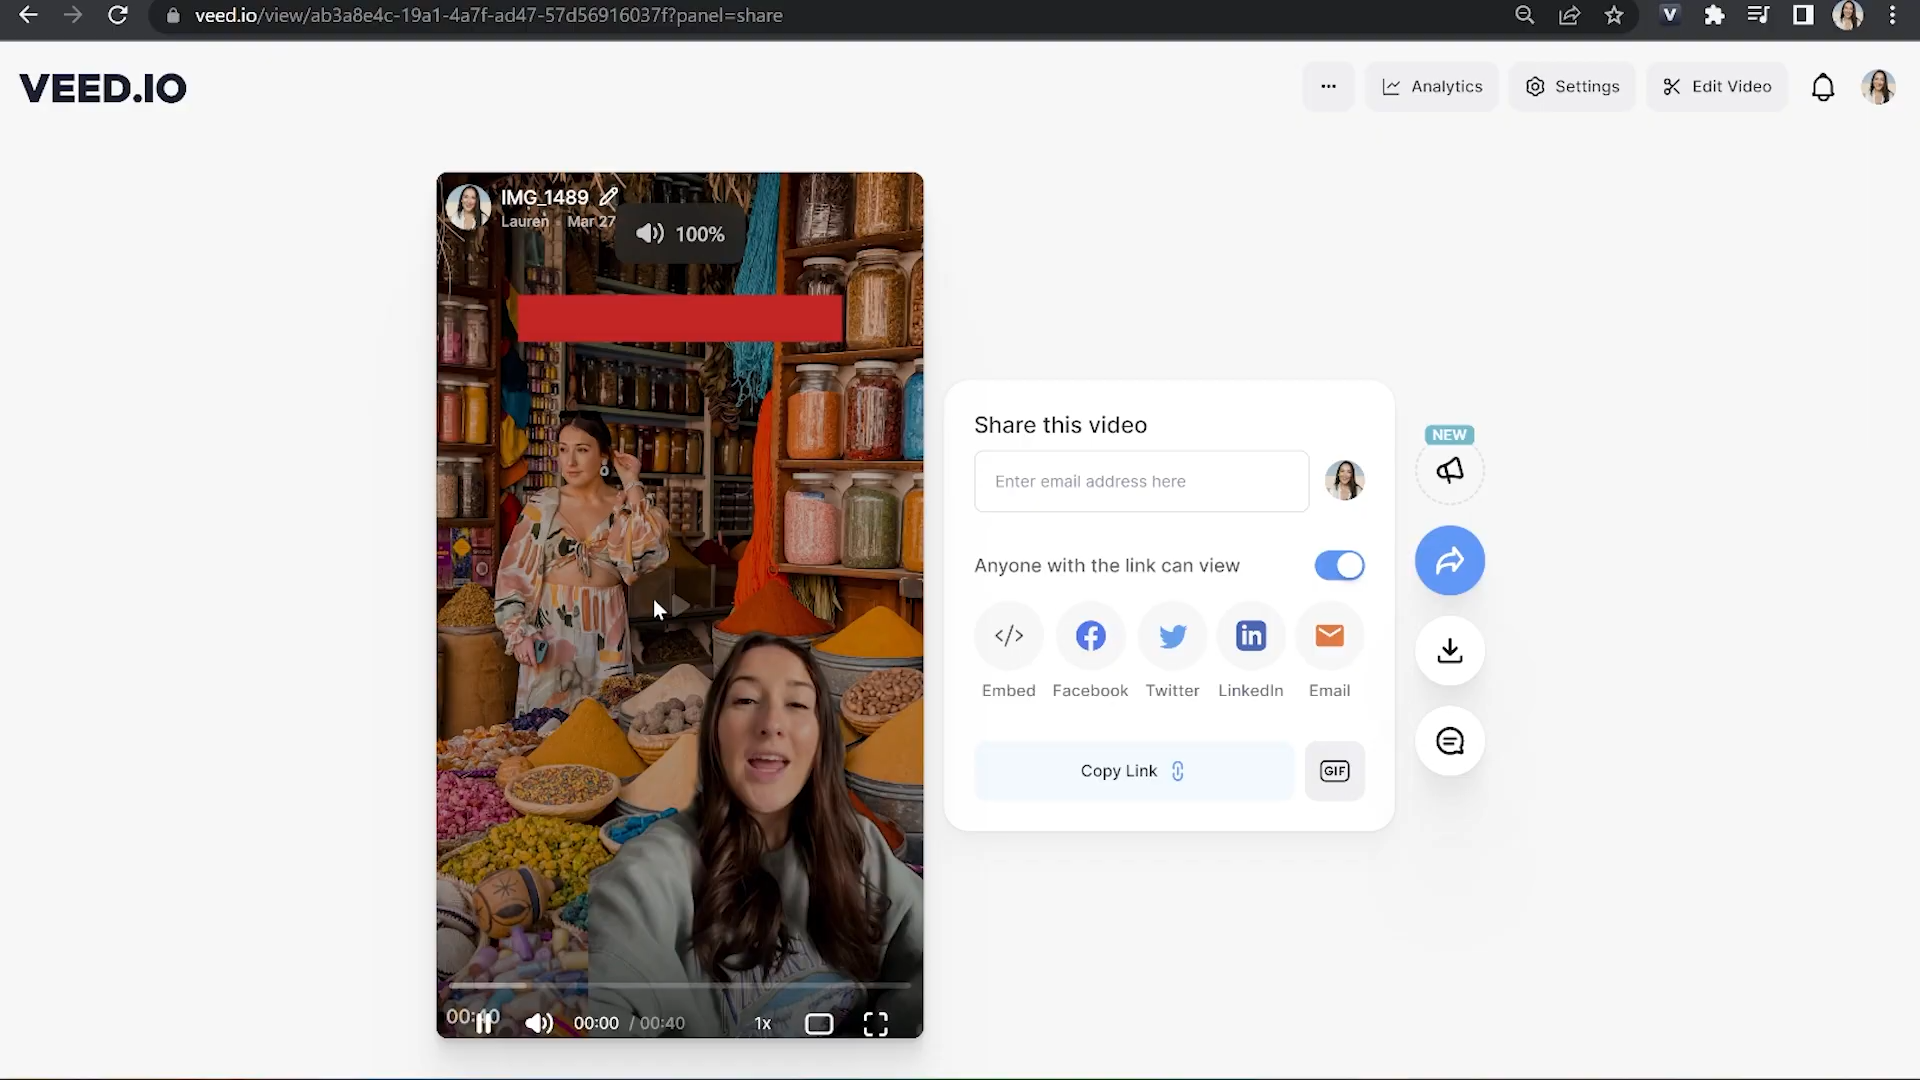 veed.io/view/ab3a8e4c-19a1-4a7f-ad47-57d56916037f?panel=share
VEED.IO
Analytics
Settings
Edit Video
IMG_1489
Lauren Mar 27
100%
Share this video
Enter email address here
Anyone with the link can view
NEW
Embed
Facebook
Twitter
LinkedIn
Email
Copy Link
GIF
00:40
00:00 / 00:40
1x